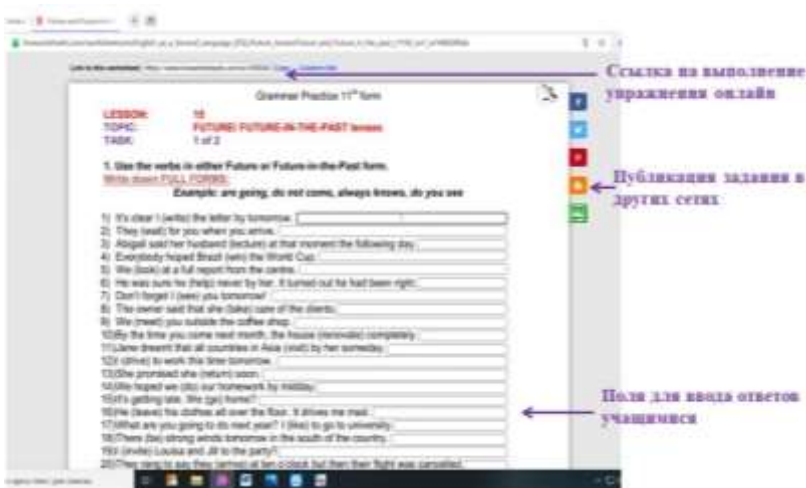 Link to this worksheet:
Ссылка на выполнение
упражнения онлайн
Grammar Practice 11th form
LESSON: 10
TOPIC: FUTURE/ FUTURE-IN-THE-PAST tenses
TASK: 1 of 2
1. Use the verbs in either Future or Future-in-the-Past form.
Write down FULL FORMS:
Example: are going, do not come, always knows, do you see
Публикация задания в
других сетях
1) It's clear I (write) the letter by tomorrow.
2) They (wait) for you when you arrive.
3) Abigail said her husband (lecture) at that moment the following day.
4) Everybody hoped Brazil (win) the World Cup.
5) We (look) at a full report from the centre.
6) He was sure he (help) never by her. It turned out he had been right.
7) Don't forget I (see) you tomorrow!
8) The owner said that she (take) care of the clients.
9) We (meet) you outside the coffee shop.
10)By the time you come next month, the house (renovate) completely.
11)Jane dreamt that all countries in Asia (visit) by her someday.
12)I (drive) to work this time tomorrow.
13)She promised she (return) soon.
14)We hoped we (do) our homework by midday.
15)It's getting late. We (go) home?
16)He (leave) his clothes all over the floor. It drives me mad.
17)What are you going to do next year? I (like) to go to university.
18)There (be) strong winds tomorrow in the south of the country.
19)I (invite) Louisa and Jill to the party?
20)They rang to say they (arrive) at ten o'clock but then their flight was cancelled.
Поля для ввода ответов
учащимися